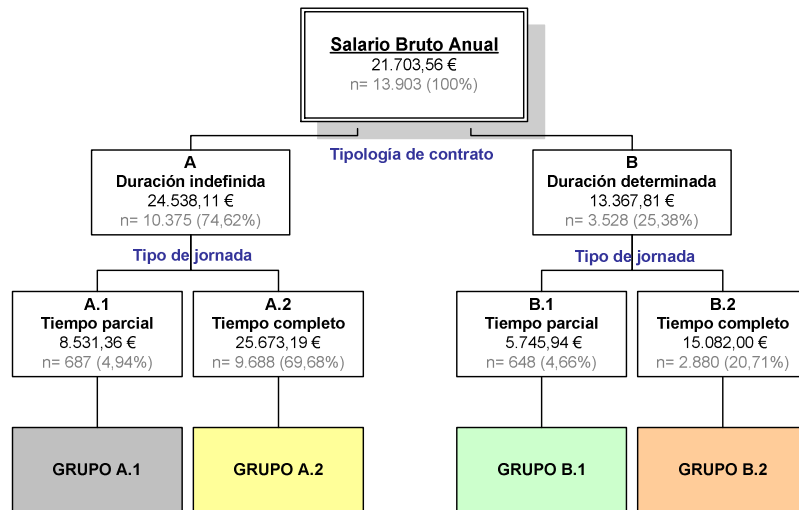 Salario Bruto Anual
21.703,56 €
n= 13.903 (100%)
Tipología de contrato
A
Duración indefinida
24.538,11 €
n= 10.375 (74,62%)
B
Duración determinada
13.367,81 €
n= 3.528 (25,38%)
Tipo de jornada
Tipo de jornada
A.1
Tiempo parcial
8.531,36 €
n= 687 (4,94%)
A.2
Tiempo completo
25.673,19 €
n= 9.688 (69,68%)
B.1
Tiempo parcial
5.745,94 €
n= 648 (4,66%)
B.2
Tiempo completo
15.082,00 €
n= 2.880 (20,71%)
GRUPO A.1
GRUPO A.2
GRUPO B.1
GRUPO B.2